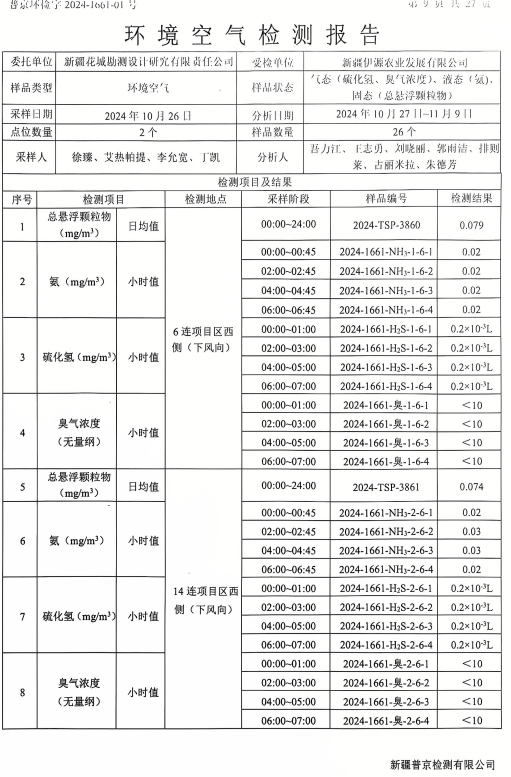 普京环检字 2024-1661-01 号 第 9 页 共 27 页
环境空气检测报告
委托单位 新疆花城勘测设计研究有限责任公司 受检单位 新疆伊源农业发展有限公司
样品类型 环境空气 样品状态 气态（硫化氢、臭气浓度）、液态（氨）、
固态（总悬浮颗粒物）
采样日期 2024 年 10 月 26 日 分析日期 2024 年 10 月 27 日~11 月 9 日
点位数量 2 个 样品数量 26 个
采样人 徐臻、艾热帕提、李允宽、丁凯 分析人 吾力江、王志勇、刘晓丽、郭雨洁、排则
莱、古丽米拉、朱德芳
检测项目及结果
序号 检测项目 检测地点 采样阶段 样品编号 检测结果
1 总悬浮颗粒物
（mg/m³） 日均值 00:00~24:00 2024-TSP-3860 0.079
00:00~00:45 2024-1661-NH₃-1-6-1 0.02
2 氨（mg/m³） 小时值 02:00~02:45 2024-1661-NH₃-1-6-2 0.02
04:00~04:45 2024-1661-NH₃-1-6-3 0.02
06:00~06:45 2024-1661-NH₃-1-6-4 0.02
6 连项目区西
侧（下风向）
00:00~01:00 2024-1661-H₂S-1-6-1 0.2×10⁻³L
3 硫化氢（mg/m³） 小时值 02:00~03:00 2024-1661-H₂S-1-6-2 0.2×10⁻³L
04:00~05:00 2024-1661-H₂S-1-6-3 0.2×10⁻³L
06:00~07:00 2024-1661-H₂S-1-6-4 0.2×10⁻³L
00:00~01:00 2024-1661-臭-1-6-1 ＜10
4 臭气浓度
（无量纲） 小时值 02:00~03:00 2024-1661-臭-1-6-2 ＜10
04:00~05:00 2024-1661-臭-1-6-3 ＜10
06:00~07:00 2024-1661-臭-1-6-4 ＜10
5 总悬浮颗粒物
（mg/m³） 日均值 00:00~24:00 2024-TSP-3861 0.074
00:00~00:45 2024-1661-NH₃-2-6-1 0.02
6 氨（mg/m³） 小时值 02:00~02:45 2024-1661-NH₃-2-6-2 0.03
04:00~04:45 2024-1661-NH₃-2-6-3 0.03
06:00~06:45 2024-1661-NH₃-2-6-4 0.02
14 连项目区西
侧（下风向）
00:00~01:00 2024-1661-H₂S-2-6-1 0.2×10⁻³L
7 硫化氢（mg/m³） 小时值 02:00~03:00 2024-1661-H₂S-2-6-2 0.2×10⁻³L
04:00~05:00 2024-1661-H₂S-2-6-3 0.2×10⁻³L
06:00~07:00 2024-1661-H₂S-2-6-4 0.2×10⁻³L
00:00~01:00 2024-1661-臭-2-6-1 ＜10
8 臭气浓度
（无量纲） 小时值 02:00~03:00 2024-1661-臭-2-6-2 ＜10
04:00~05:00 2024-1661-臭-2-6-3 ＜10
06:00~07:00 2024-1661-臭-2-6-4 ＜10
新疆普京检测有限公司